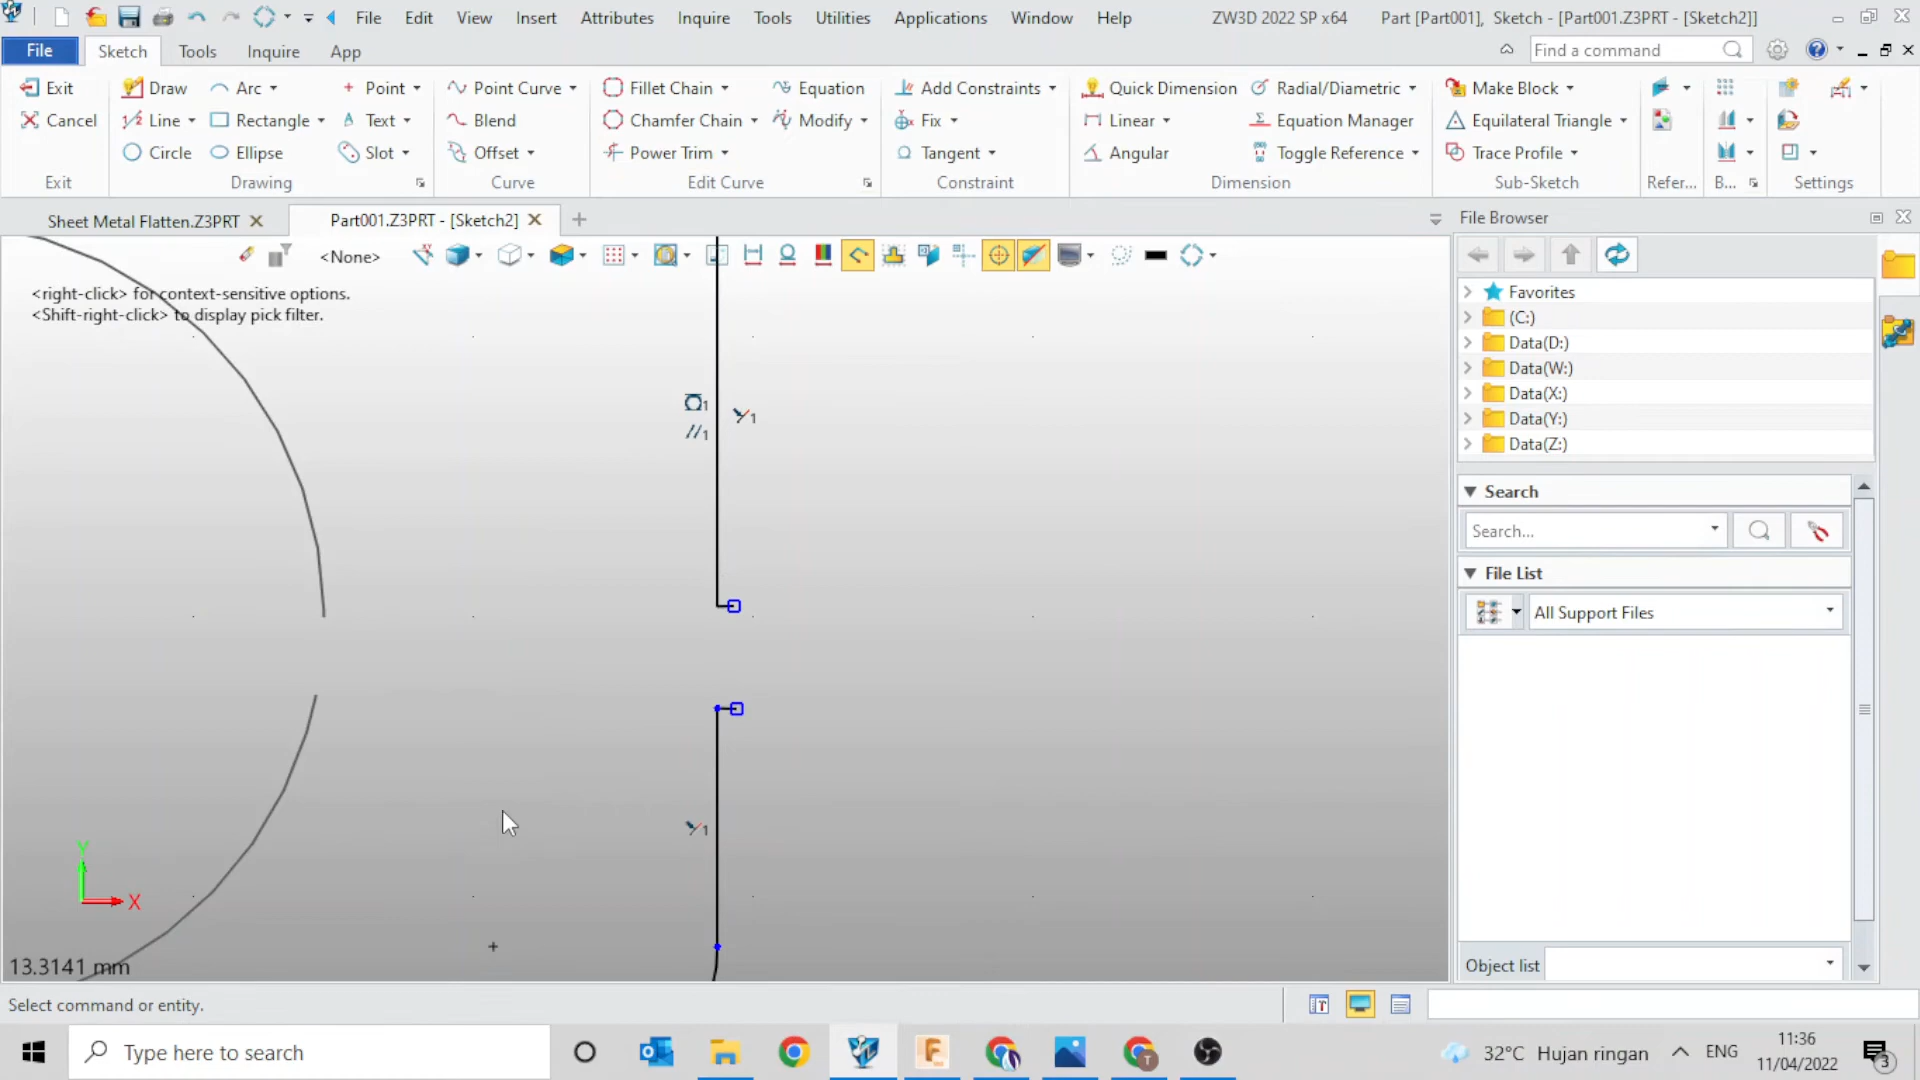 File Edit View Insert Attributes Inquire Tools Utilities Applications Window Help ZW3D 2022 SP x64 Part [Part001], Sketch - [Part001.Z3PRT - [Sketch2]]
File Sketch Tools Inquire App Find a command
Exit Draw Arc Point Point Curve Fillet Chain Equation Add Constraints Quick Dimension Radial/Diametric Make Block
Cancel Line Rectangle Text Blend Chamfer Chain Modify Fix Linear Equation Manager Equilateral Triangle
Circle Ellipse Slot Offset Power Trim Tangent Angular Toggle Reference Trace Profile
Exit Drawing Curve Edit Curve Constraint Dimension Sub-Sketch Refer... B... Settings
Sheet Metal Flatten.Z3PRT Part001.Z3PRT - [Sketch2] File Browser
<None>
<right-click> for context-sensitive options.
<Shift-right-click> to display pick filter.
Favorites
(C:)
Data(D:)
Data(W:)
Data(X:)
Data(Y:)
Data(Z:)
1
1
1
Search
Search...
File List
All Support Files
1
Y
X
13.3141 mm
Object list
Select command or entity.
Type here to search
32°C Hujan ringan ENG 11:36
11/04/2022
3